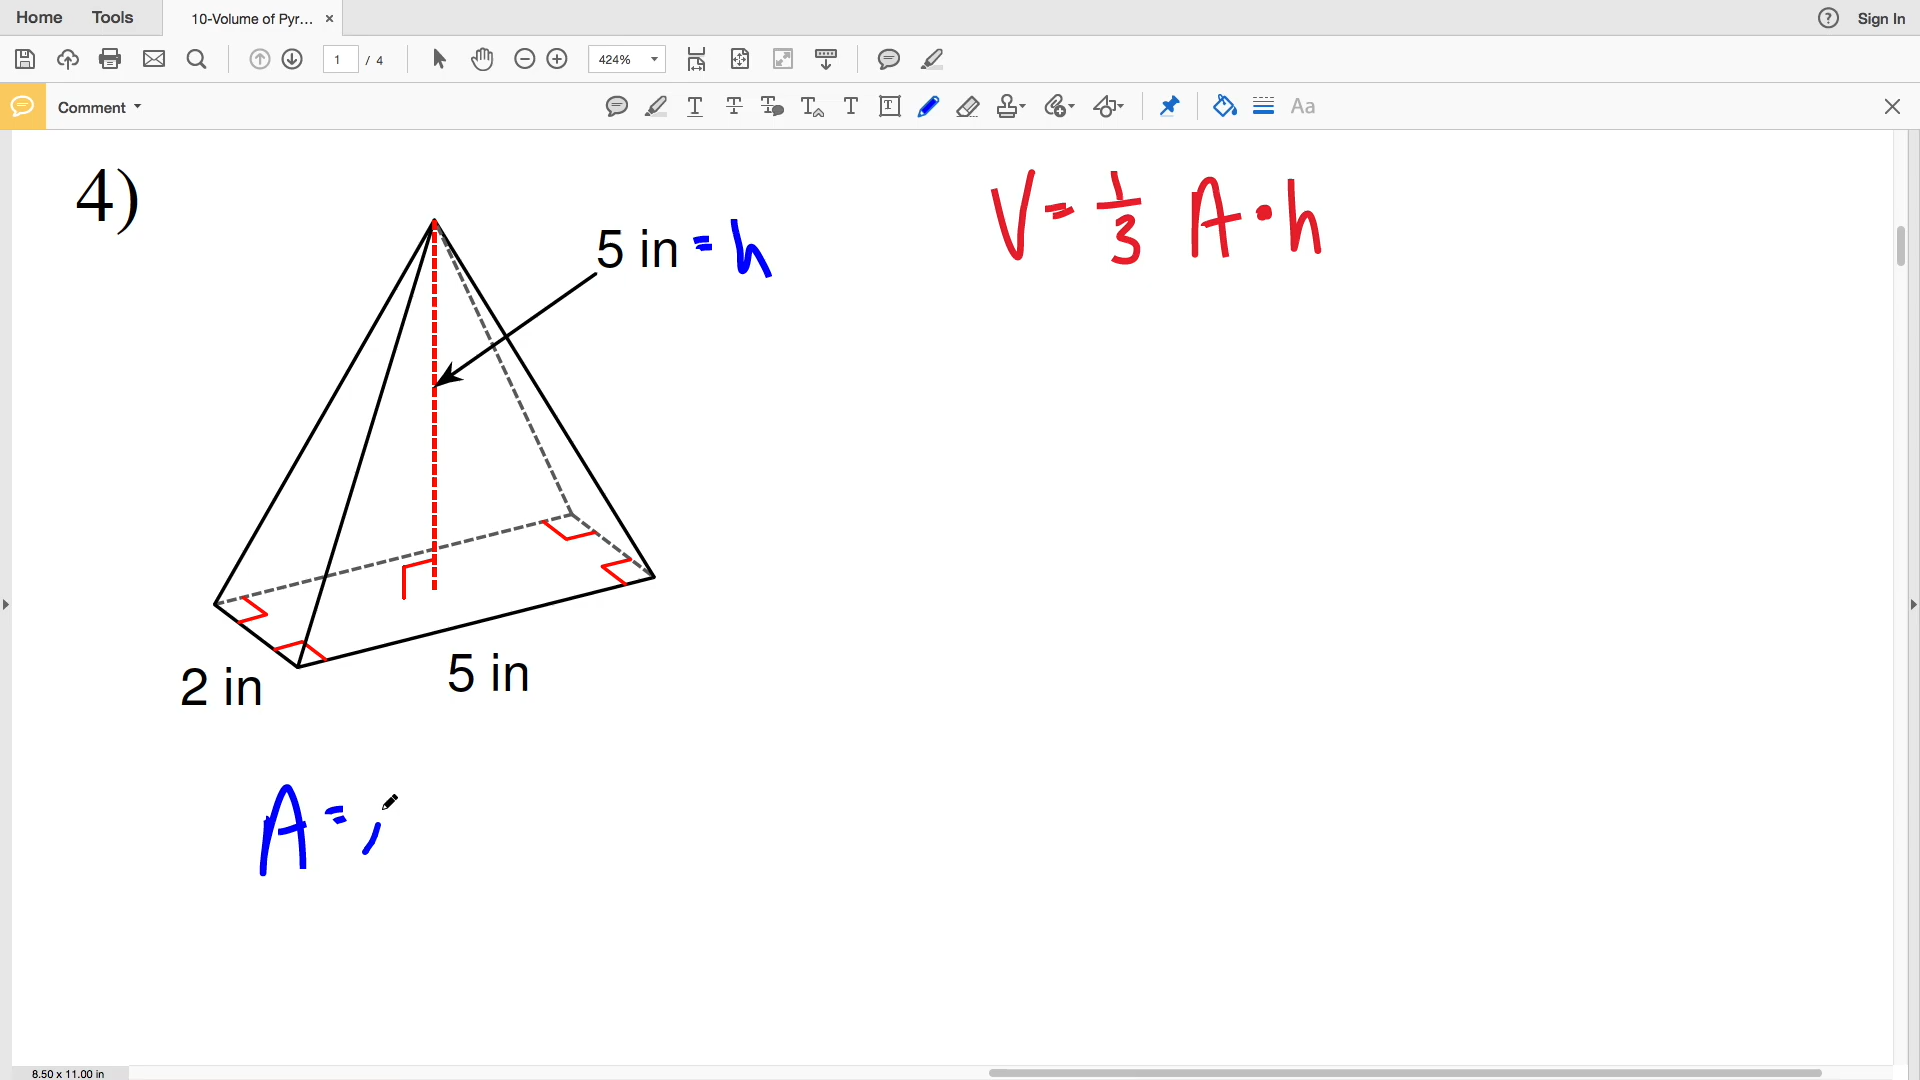 Home Tools 10-Volume of Pyr... × ? Sign In
1 / 4 424%
Comment Aa
4)
5 in = h
V = 1/3 A · h
2 in
5 in
A =
8.50 x 11.00 in